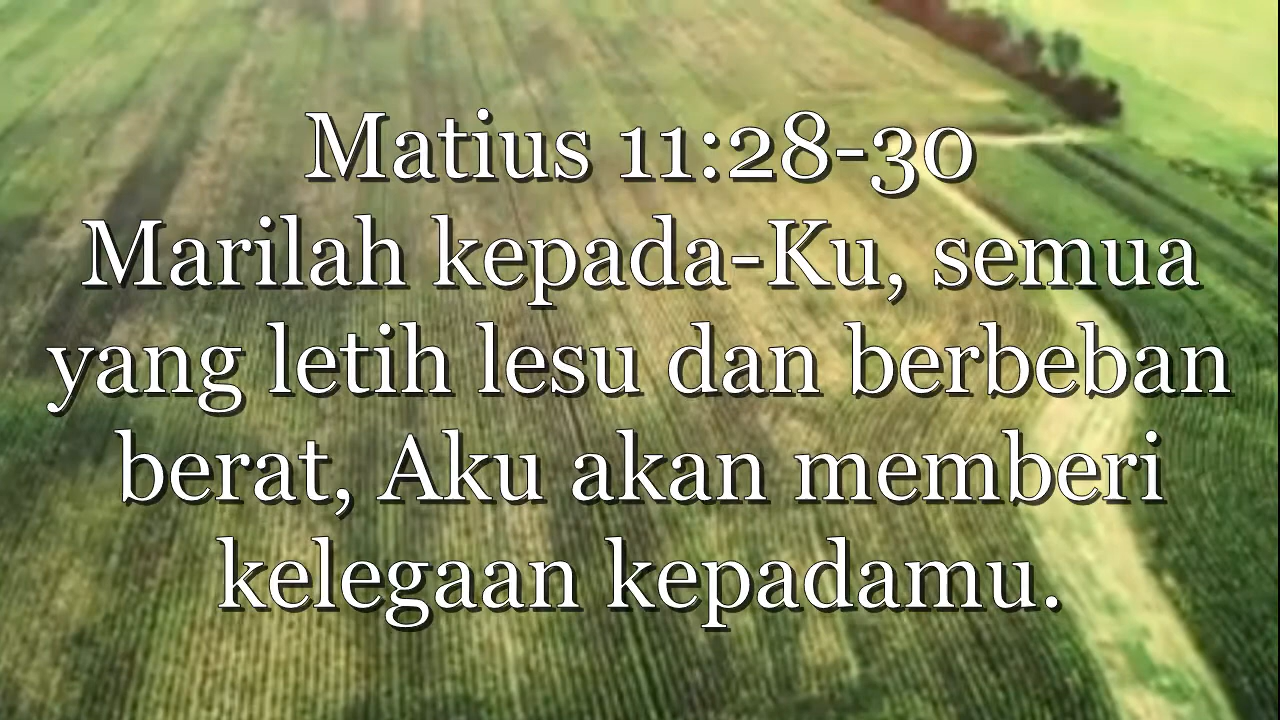 Matius 11:28-30
Marilah kepada-Ku, semua
yang letih lesu dan berbeban
berat, Aku akan memberi
kelegaan kepadamu.